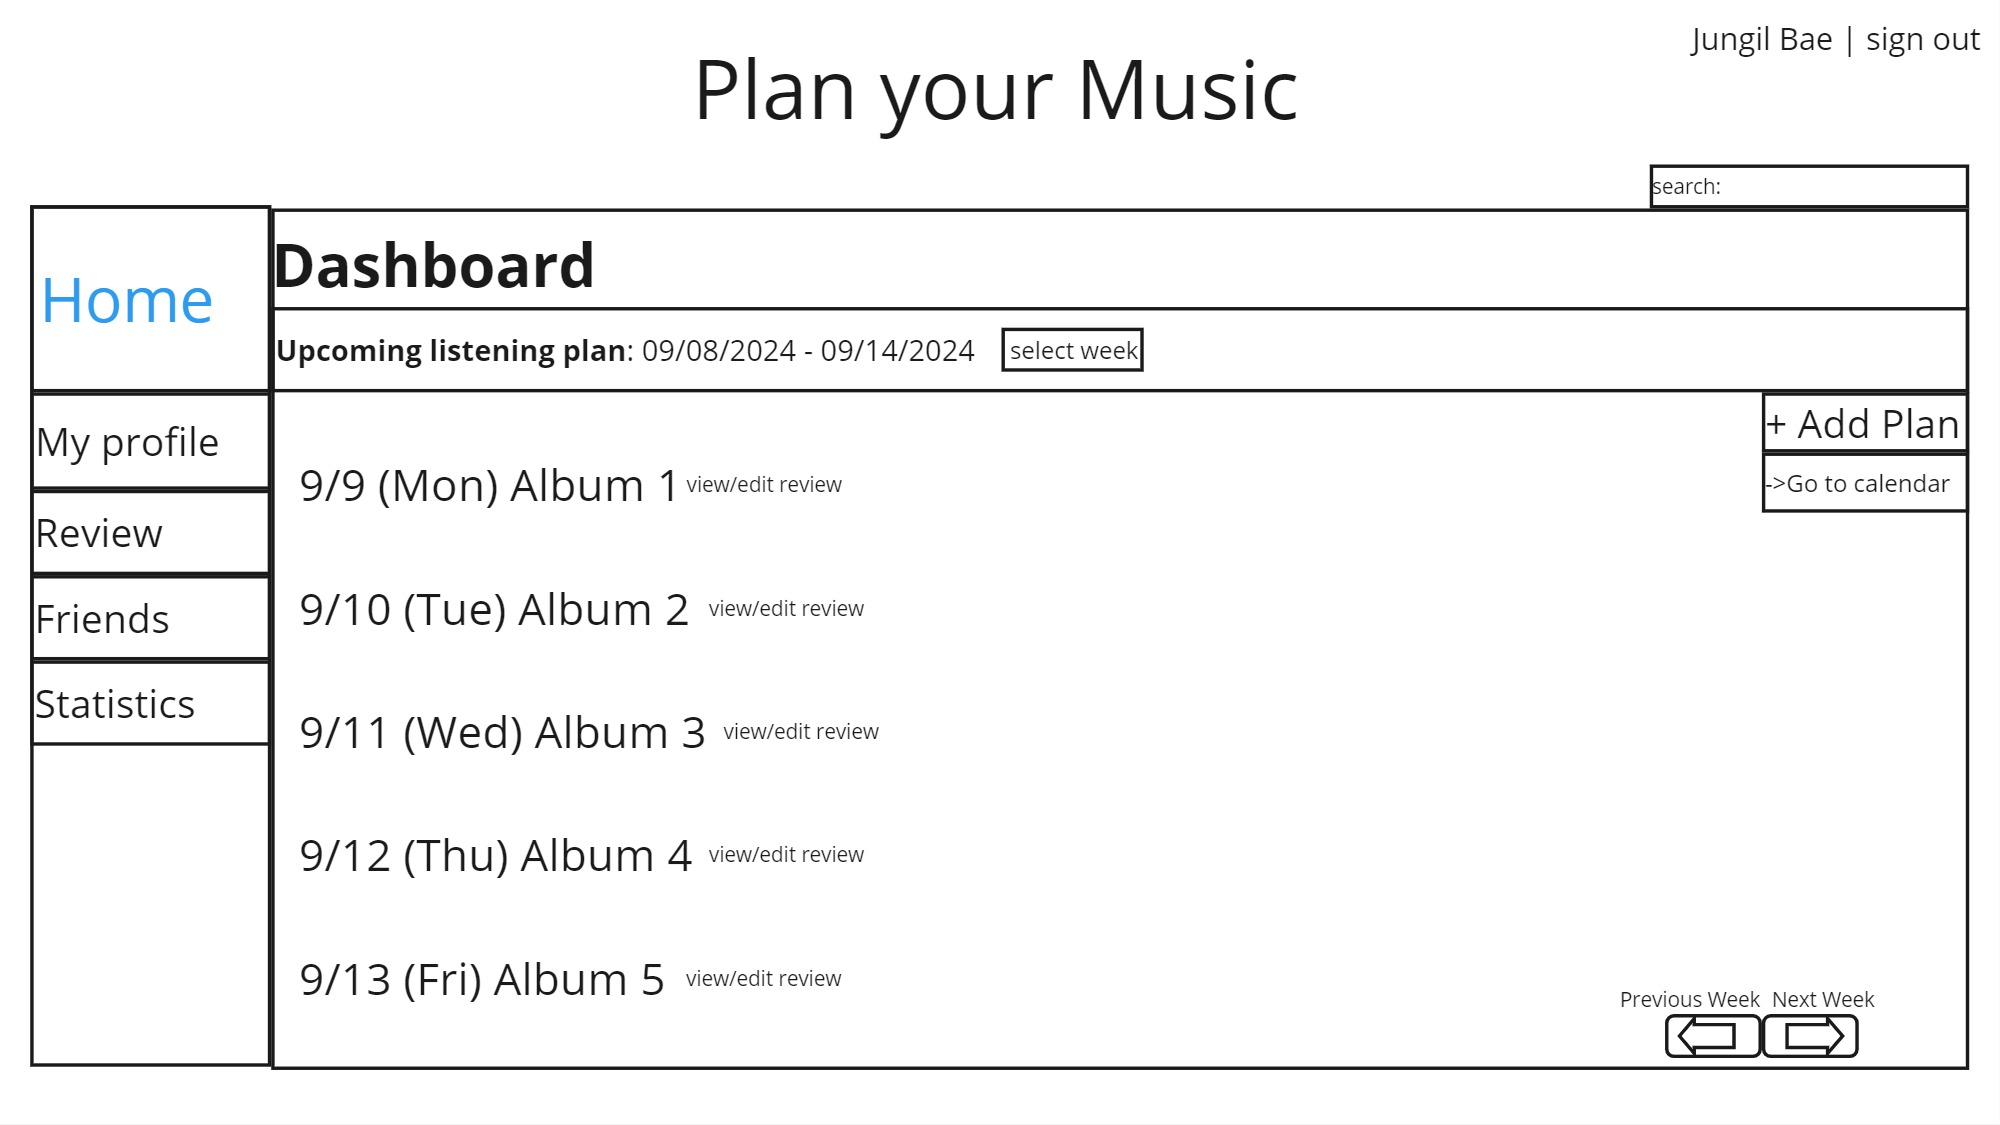 Jungil Bae | sign out
Plan your Music
search:
Home
Dashboard
Upcoming listening plan: 09/08/2024 - 09/14/2024 select week
My profile
Review
Friends
Statistics
+ Add Plan
->Go to calendar
9/9 (Mon) Album 1 view/edit review
9/10 (Tue) Album 2 view/edit review
9/11 (Wed) Album 3 view/edit review
9/12 (Thu) Album 4 view/edit review
9/13 (Fri) Album 5 view/edit review
Previous Week Next Week